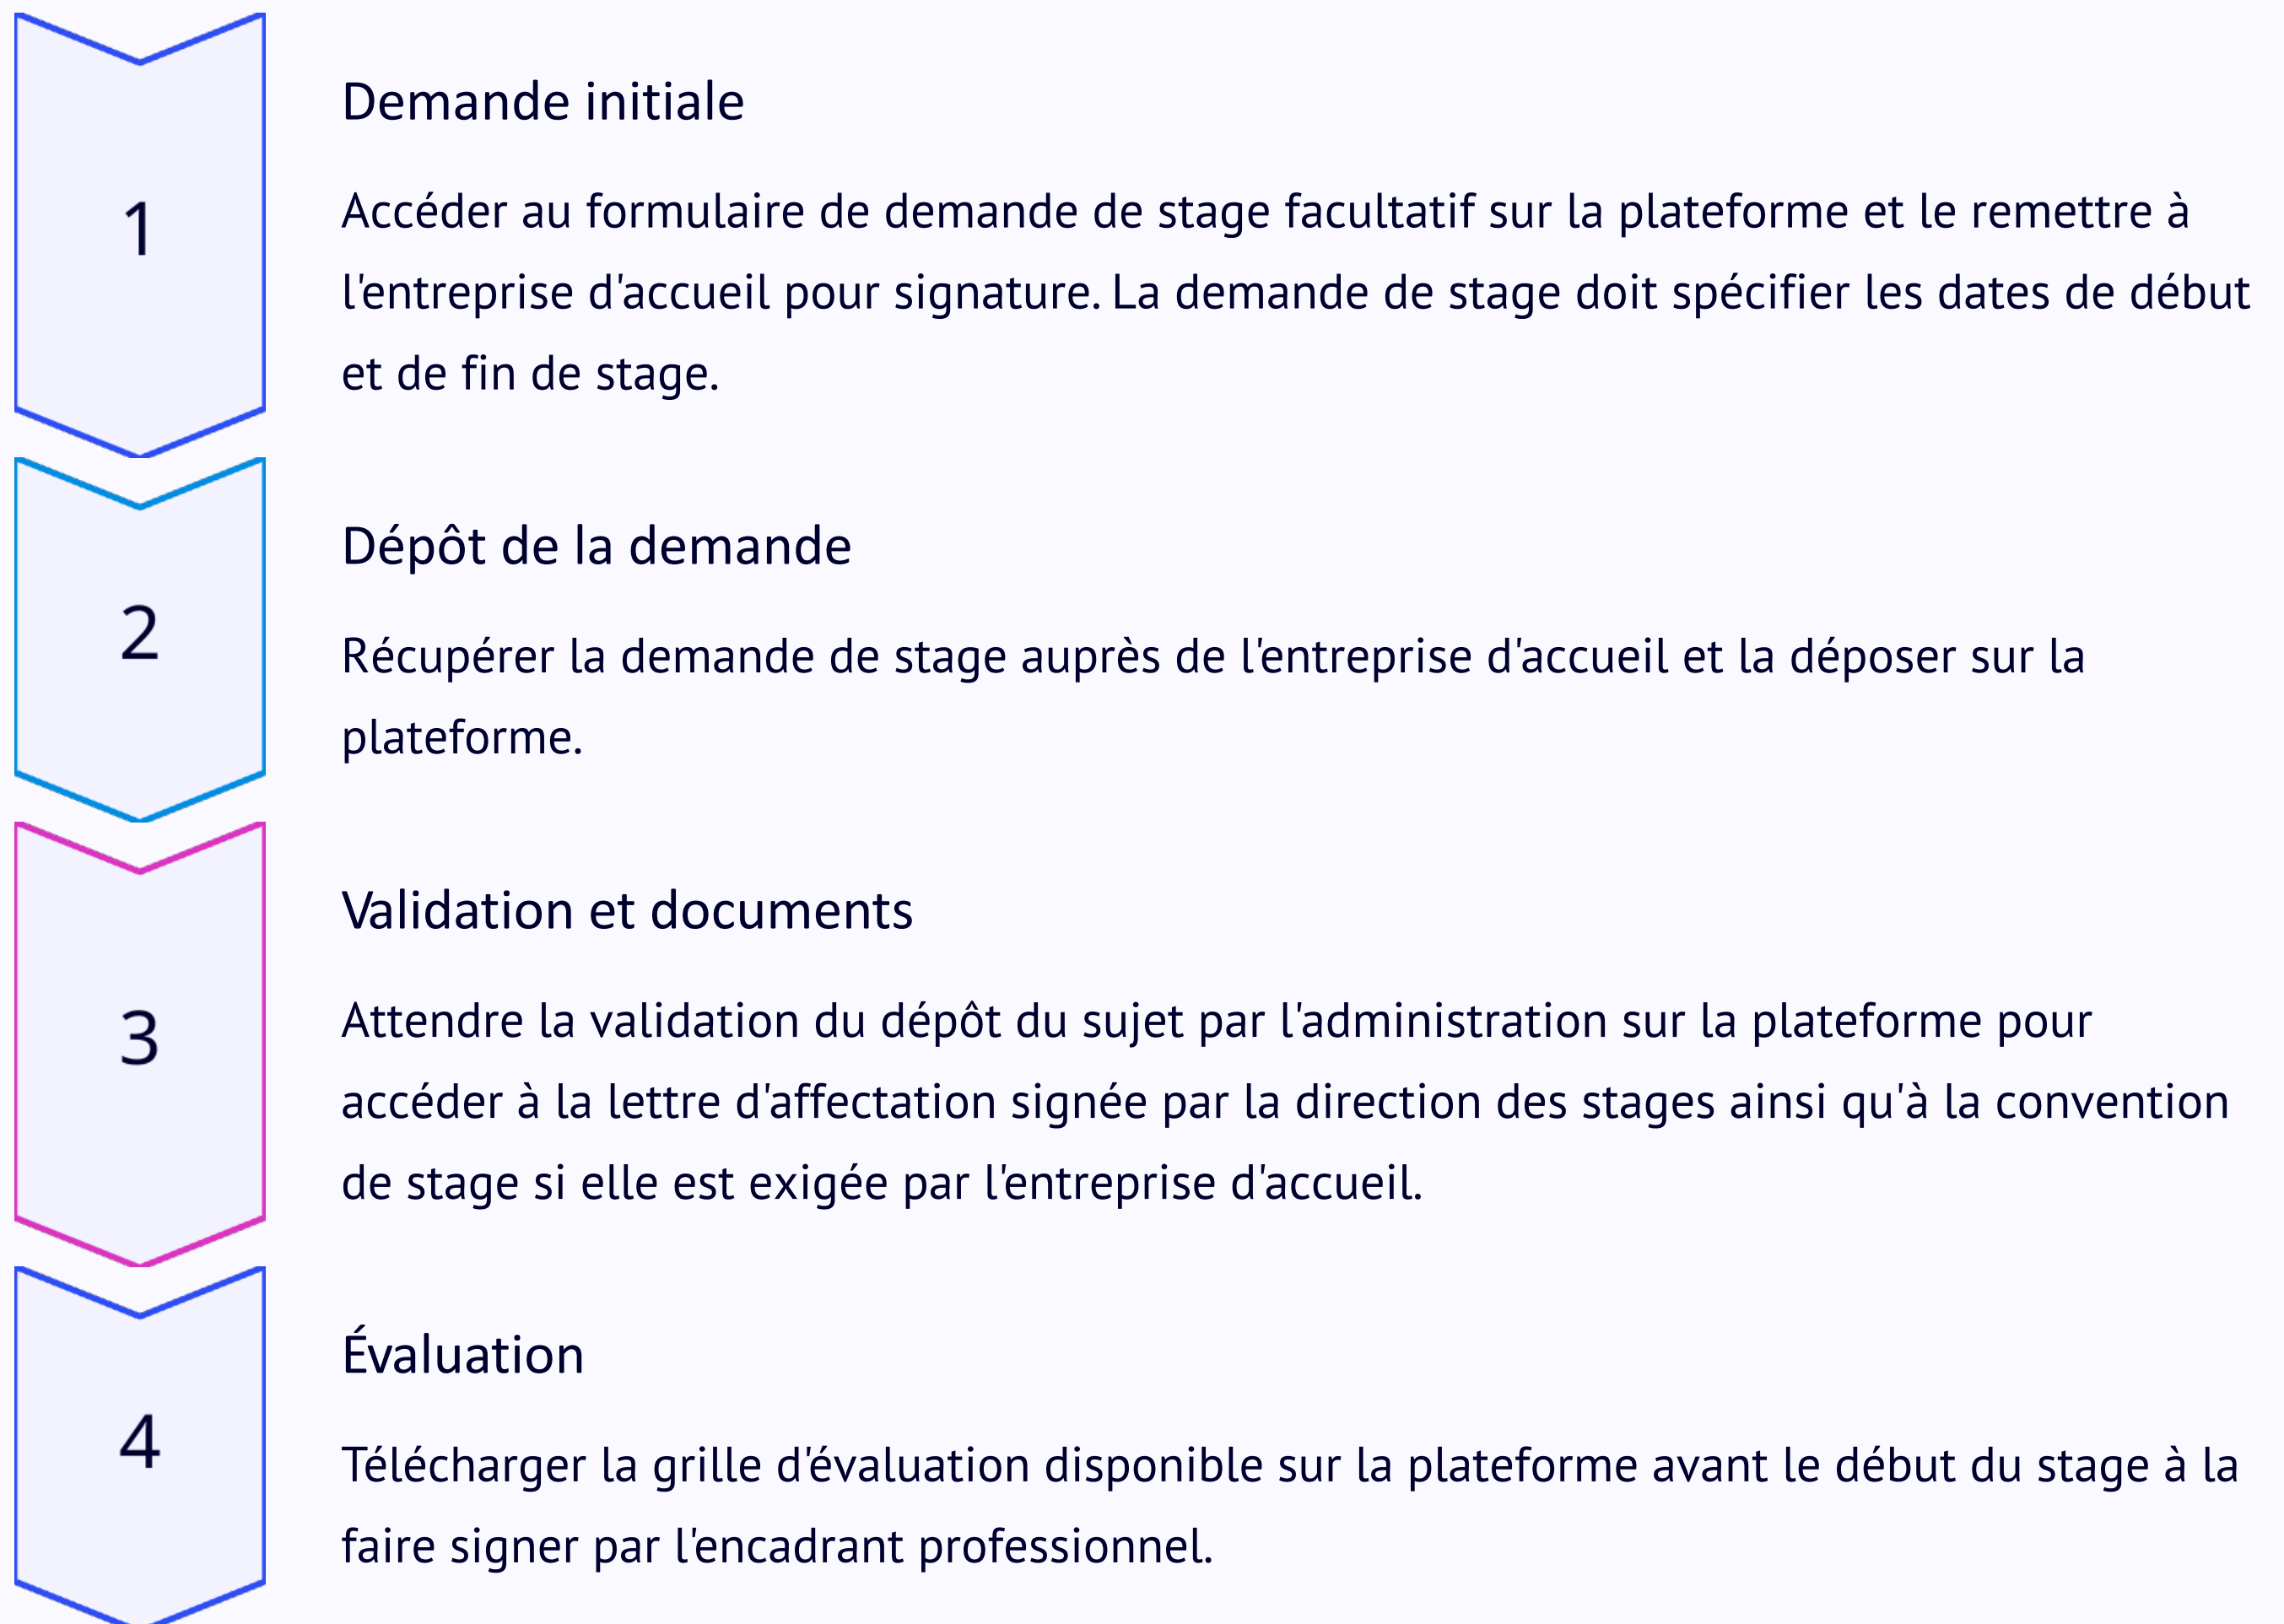 1
Demande initiale
Accéder au formulaire de demande de stage facultatif sur la plateforme et le remettre à
l'entreprise d'accueil pour signature. La demande de stage doit spécifier les dates de début
et de fin de stage.
2
Dépôt de la demande
Récupérer la demande de stage auprès de l'entreprise d'accueil et la déposer sur la
plateforme.
3
Validation et documents
Attendre la validation du dépôt du sujet par l'administration sur la plateforme pour
accéder à la lettre d'affectation signée par la direction des stages ainsi qu'à la convention
de stage si elle est exigée par l'entreprise d'accueil.
4
Évaluation
Télécharger la grille d'évaluation disponible sur la plateforme avant le début du stage à la
faire signer par l'encadrant professionnel.